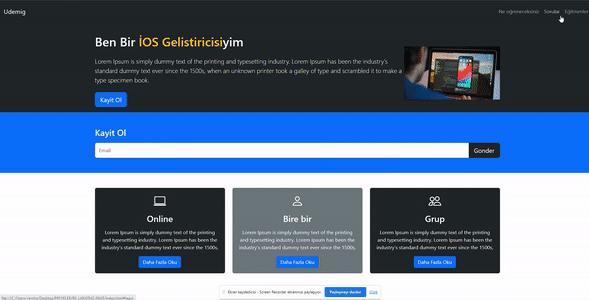 Udemig
Ne öğreneceksiniz Sorular Eğitmenler
Ben Bir İOS Gelistiricisiyim
Lorem Ipsum is simply dummy text of the printing and typesetting industry. Lorem Ipsum has been the
industry's standard dummy text ever since the 1500s, when an unknown printer took a galley of type and scrambled it to make a
type specimen book.
Kayit Ol
Kayit Ol
Email
Gonder
Online
Lorem Ipsum is simply dummy text of the printing
and typesetting industry. Lorem Ipsum has been the
industry's standard dummy text ever since the 1500s
Daha Fazla Oku
Bire bir
Lorem Ipsum is simply dummy text of the printing
and typesetting industry. Lorem Ipsum has been the
industry's standard dummy text ever since the 1500s
Daha Fazla Oku
Grup
Lorem Ipsum is simply dummy text of the printing
and typesetting industry. Lorem Ipsum has been the
industry's standard dummy text ever since the 1500s
Daha Fazla Oku
Ekran kaydedicisi - Screen Recorder ekranınızı paylaşıyor.
Paylaşmayı durdur
Gizle